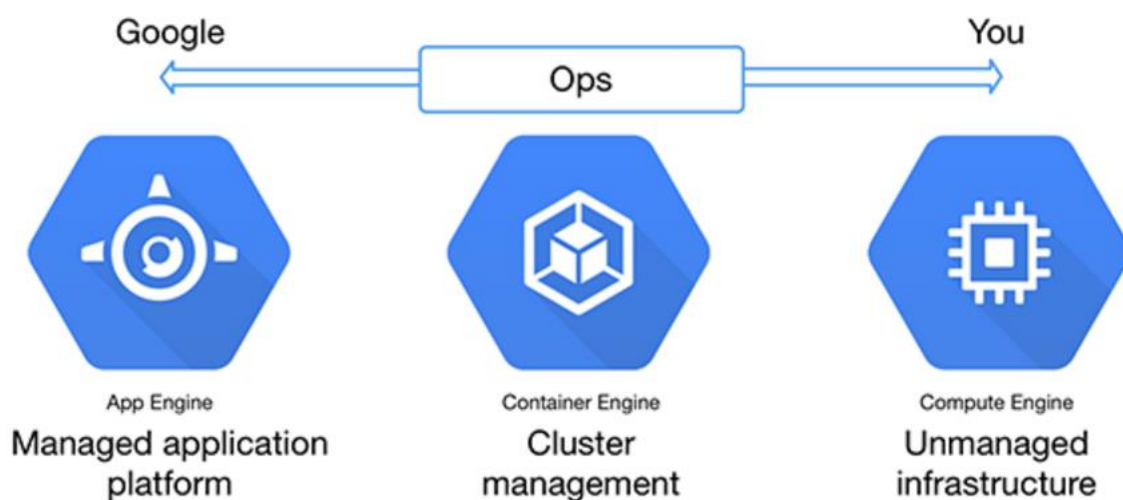 Google
You
Ops
App Engine
Container Engine
Compute Engine
Managed application
platform
Cluster
management
Unmanaged
infrastructure